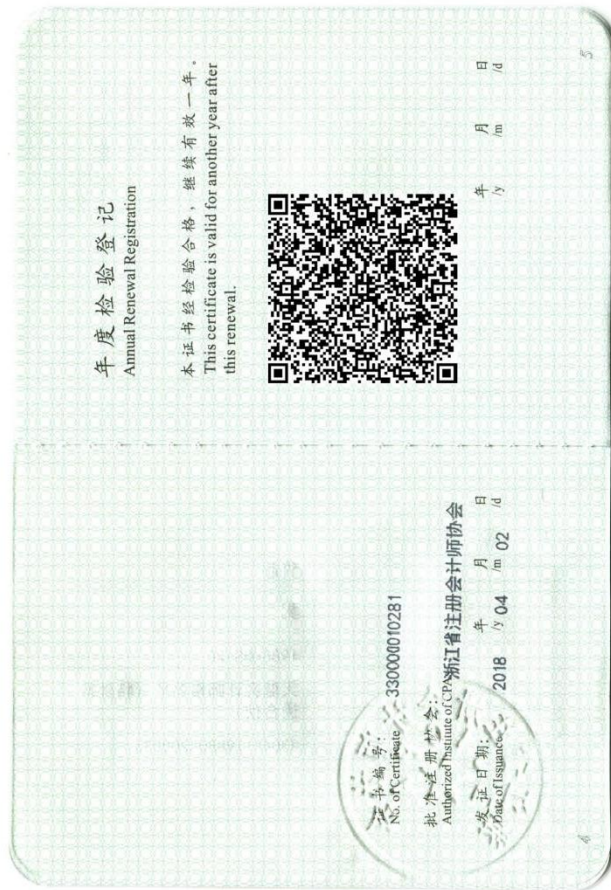 证书编号：
No. of Certificate
330000010281
批准注册协会：
Authorized Institute of CPAs
浙江省注册会计师协会
发证日期：
Date of Issuance
2018 年 04 月 02 日
/y /m /d
4
年度检验登记
Annual Renewal Registration
本证书经检验合格，继续有效一年。
This certificate is valid for another year after
this renewal.
年 月 日
/y /m /d
5